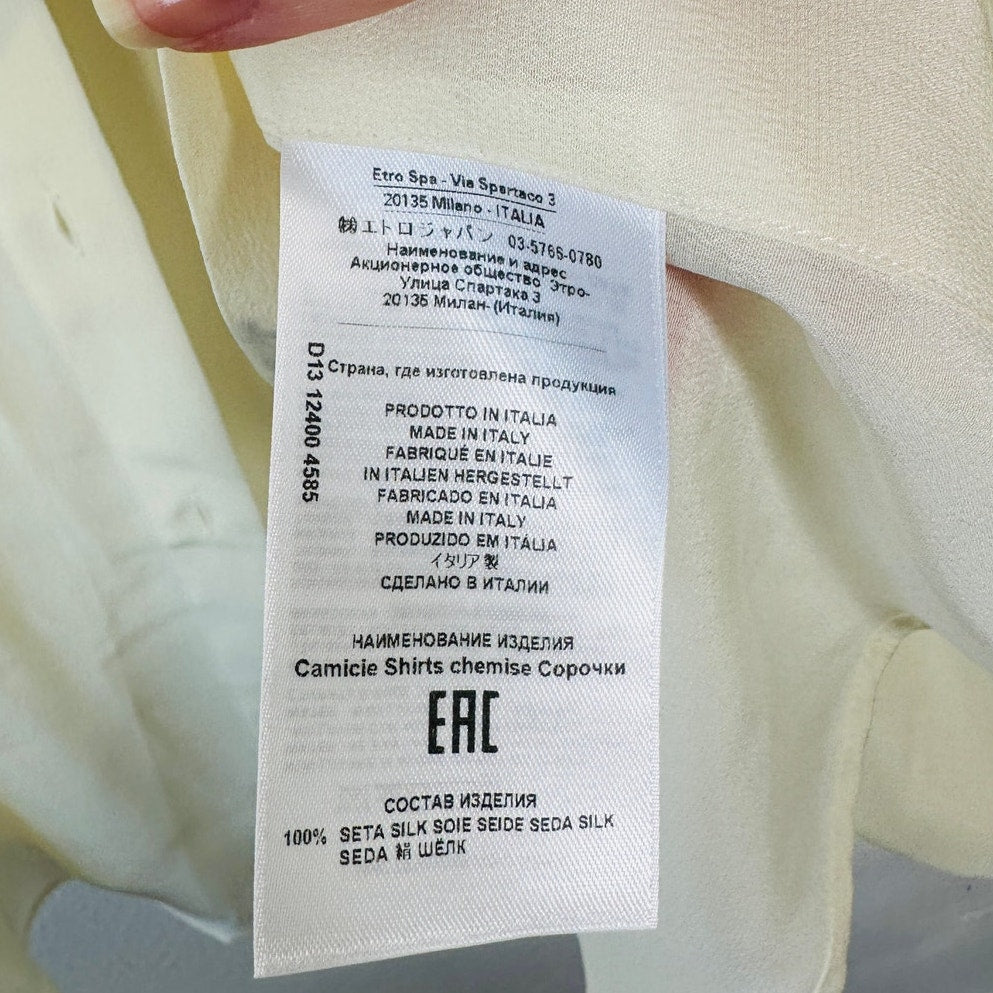 Etro Spa - Via Spartaco 3
20135 Milano - ITALIA
㈱エトロジャパン 03-5766-0780
Наименование и адрес
Акционерное общество Этро-
Улица Спартака 3
20135 Милан- (Италия)
D13 12400 4585
Страна, где изготовлена продукция
PRODOTTO IN ITALIA
MADE IN ITALY
FABRIQUÉ EN ITALIE
IN ITALIEN HERGESTELLT
FABRICADO EN ITALIA
MADE IN ITALY
PRODUZIDO EM ITÁLIA
イタリア製
СДЕЛАНО В ИТАЛИИ
НАИМЕНОВАНИЕ ИЗДЕЛИЯ
Camicie Shirts chemise Сорочки
EAC
СОСТАВ ИЗДЕЛИЯ
100% SETA SILK SOIE SEIDE SEDA SILK
SEDA 絹 ШЁЛК